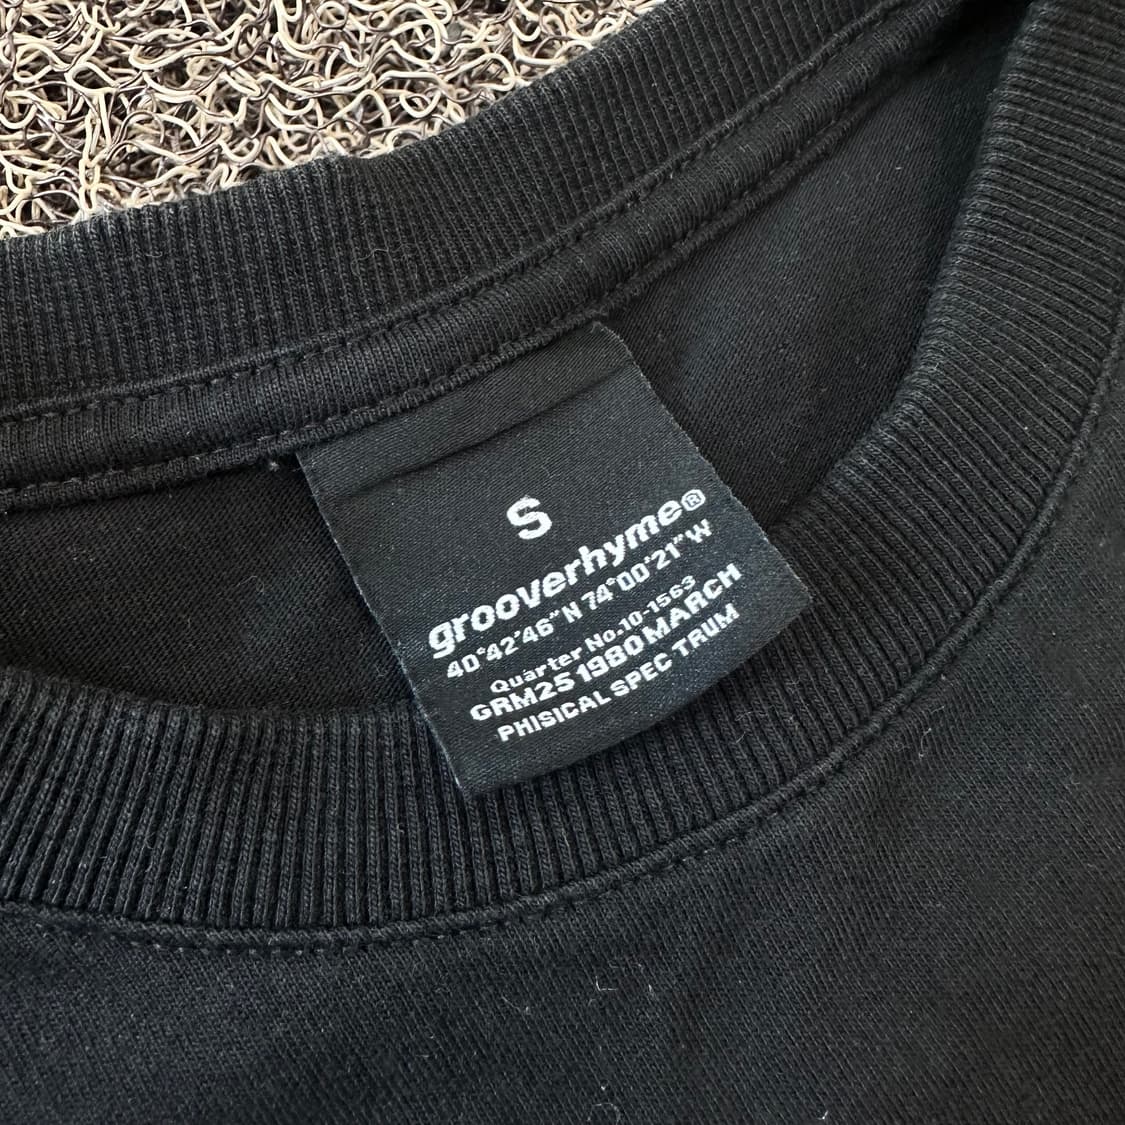 S
grooverhyme®
40°42'46"N 74°00'21"W
Quarter No.10-1563
GRM25 1980 MARCH
PHISICAL SPEC TRUM